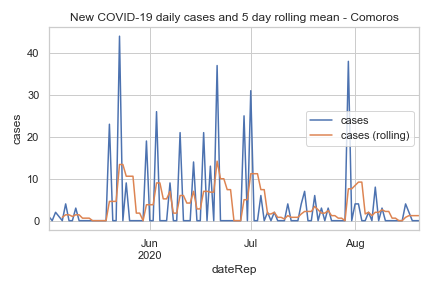 New COVID-19 daily cases and 5 day rolling mean - Comoros
cases
40
30
20
10
0
cases
cases (rolling)
Jun
2020
Jul
Aug
dateRep